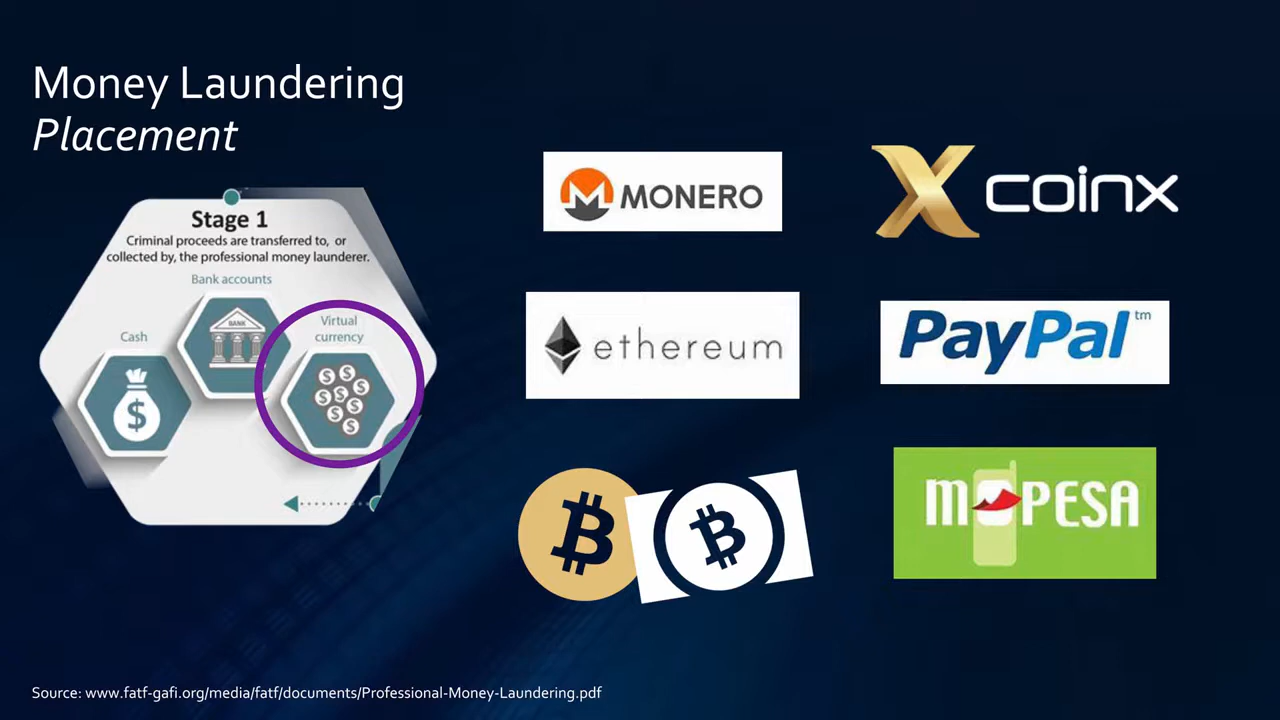 Money Laundering
Placement
Stage 1
Criminal proceeds are transferred to, or
collected by, the professional money launderer.
Bank accounts
BANK
Virtual
currency
Cash
MONERO
coinx
ethereum
PayPal™
M PESA
Source: www.fatf-gafi.org/media/fatf/documents/Professional-Money-Laundering.pdf